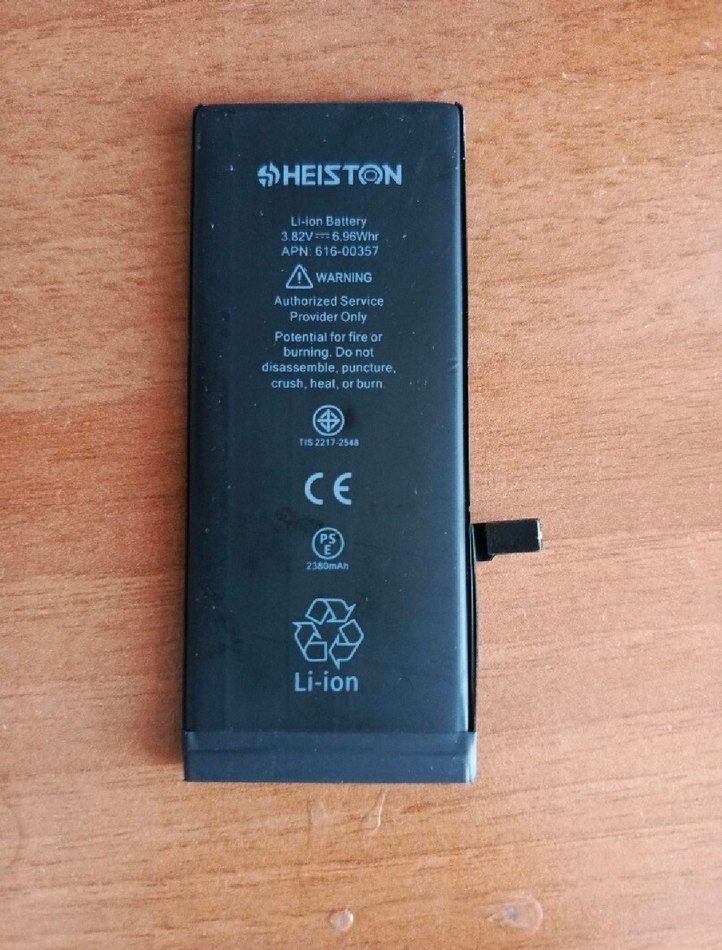 HEISTON
Li-ion Battery
3.82V⎓6.96Whr
APN: 616-00357
WARNING
Authorized Service
Provider Only
Potential for fire or
burning. Do not
disassemble, puncture,
crush, heat, or burn.
TIS 2217-2548
CE
PS
E
2380mAh
Li-ion